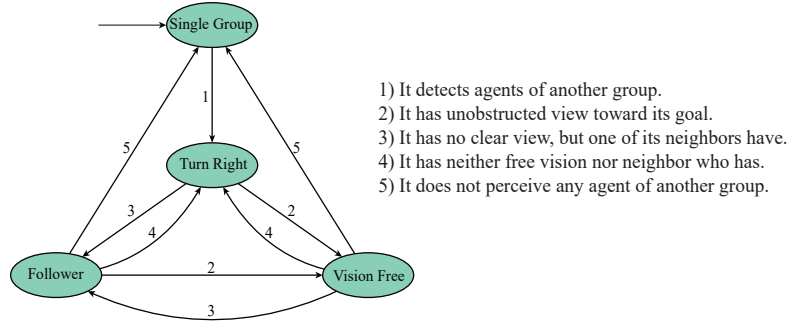 Single Group
1
1) It detects agents of another group.
2) It has unobstructed view toward its goal.
3) It has no clear view, but one of its neighbors have.
4) It has neither free vision nor neighbor who has.
5) It does not perceive any agent of another group.
5
5
Turn Right
3
2
4
4
Follower
2
Vision Free
3